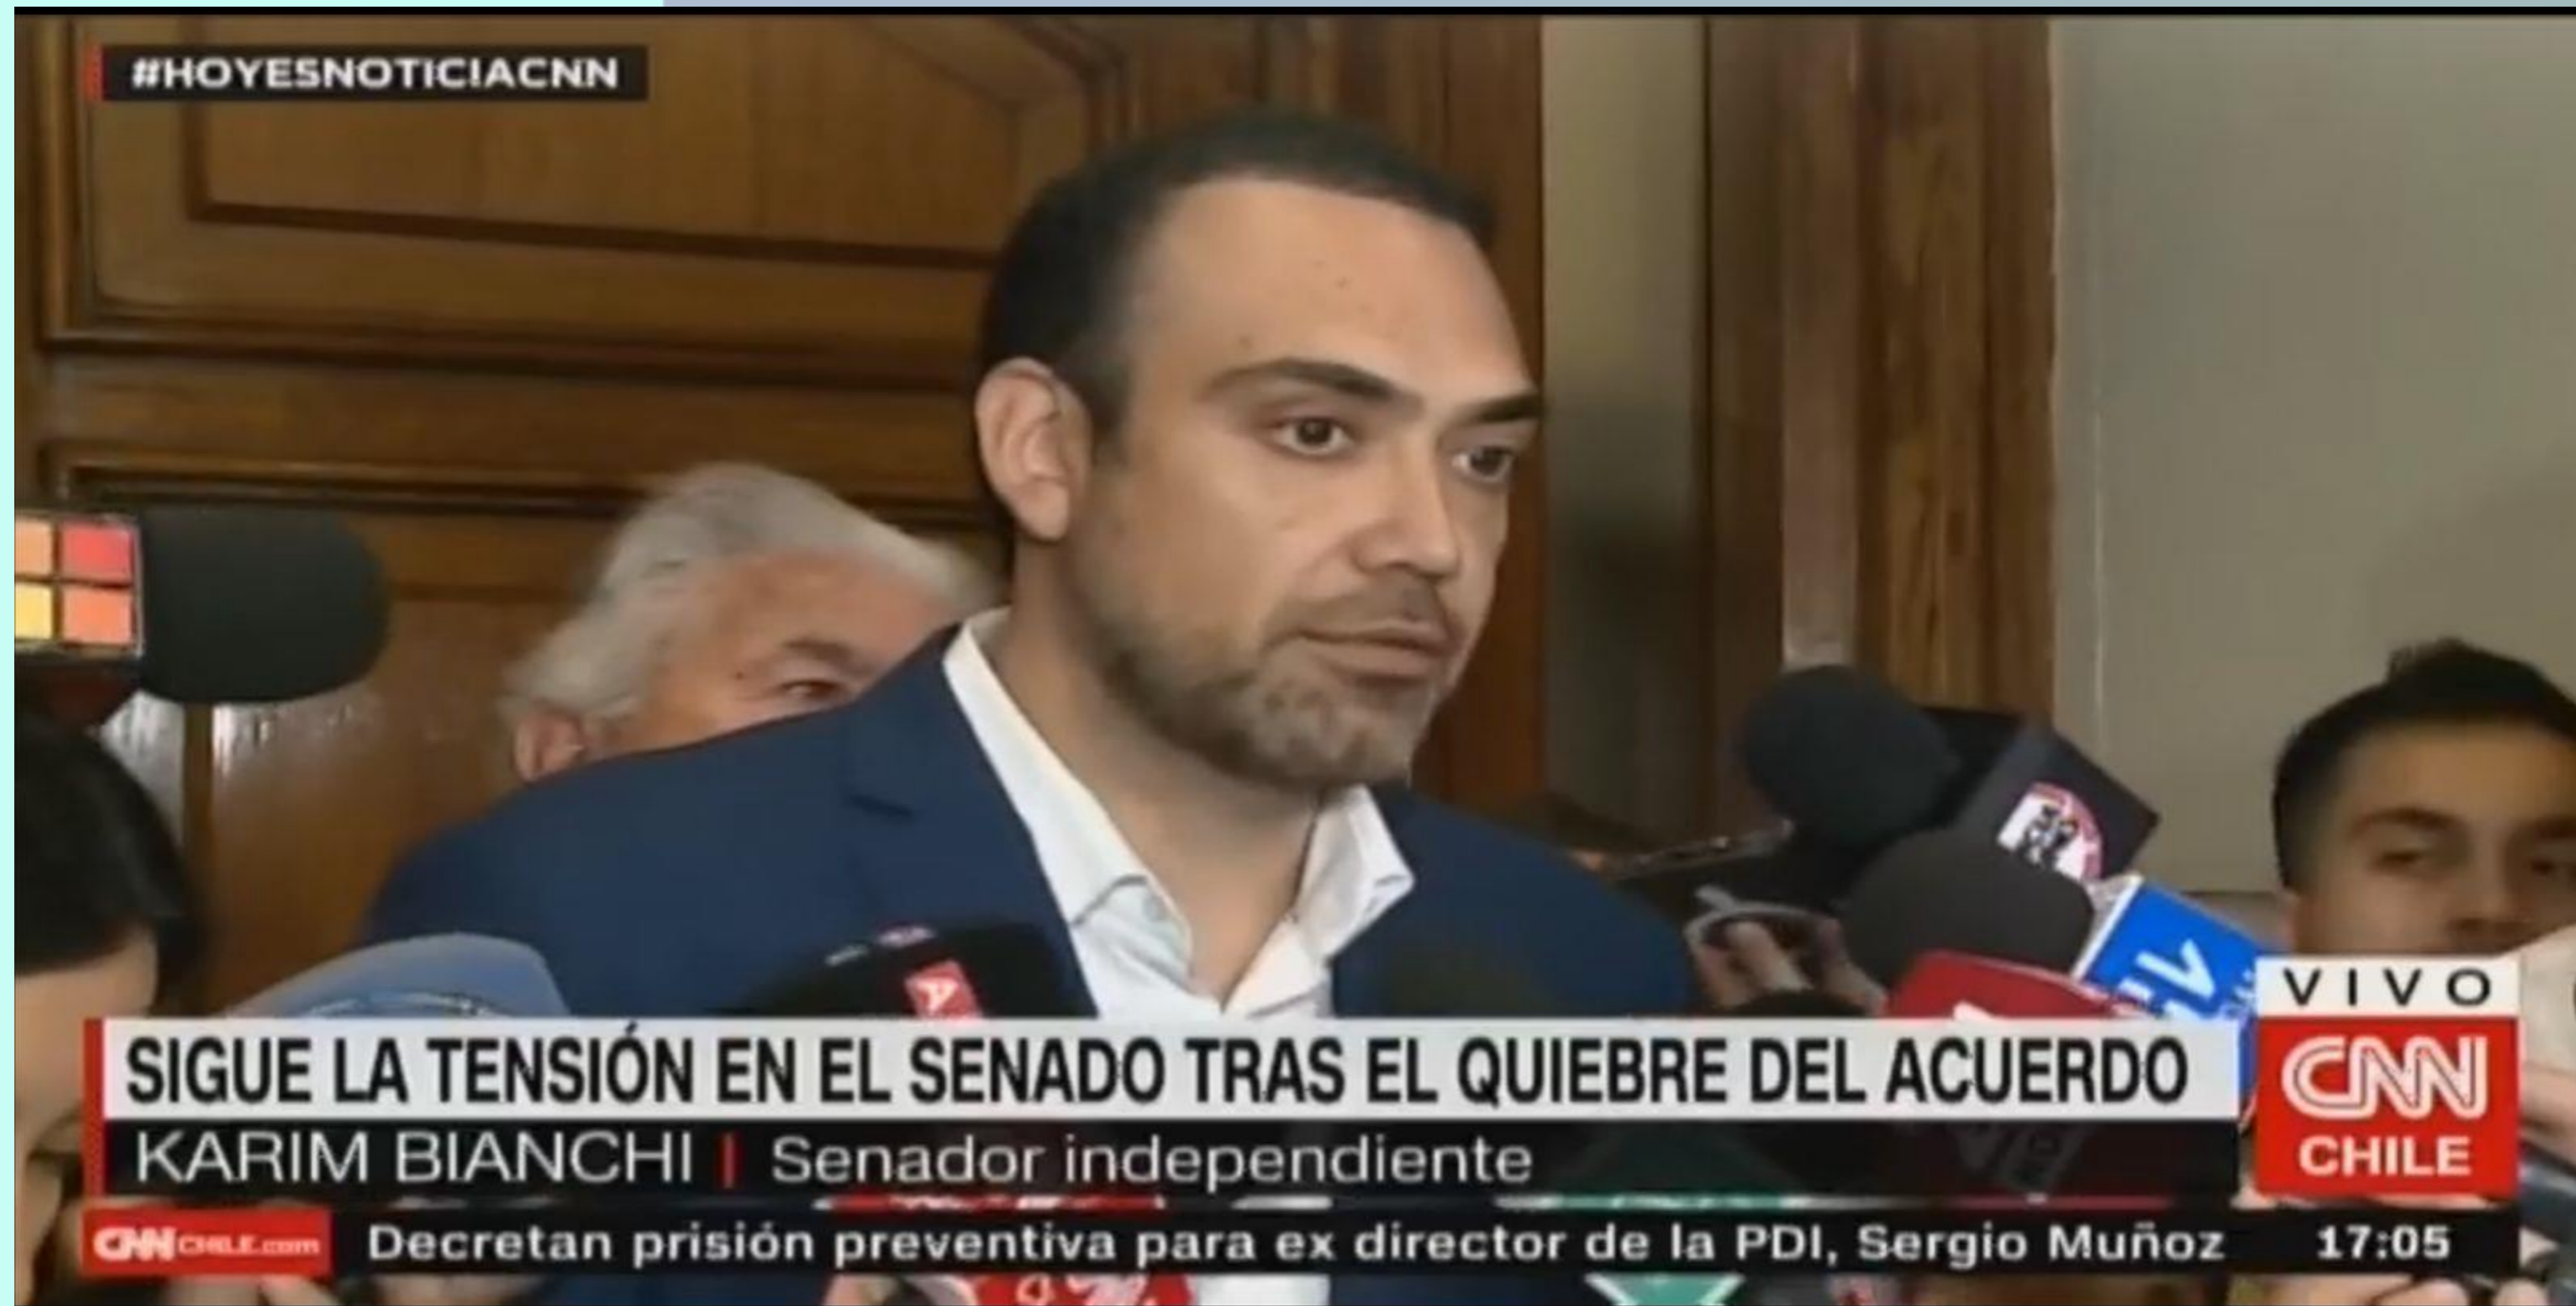 #HOYESNOTICIACNN
SIGUE LA TENSIÓN EN EL SENADO TRAS EL QUIEBRE DEL ACUERDO
KARIM BIANCHI | Senador independiente
VIVO
CNN
CHILE
CNNCHILE.com
Decretan prisión preventiva para ex director de la PDI, Sergio Muñoz
17:05